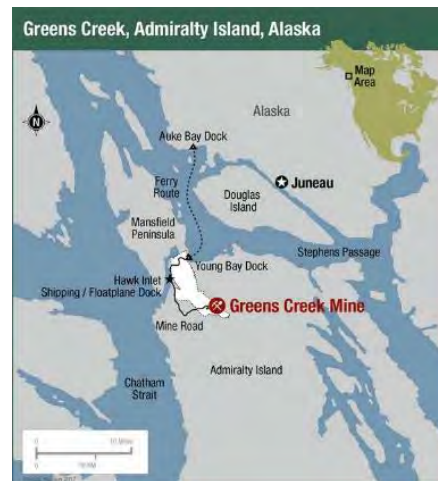 Greens Creek, Admiralty Island, Alaska
Map
Area
N
Alaska
Auke Bay Dock
Juneau
Ferry
Route
Douglas
Island
Mansfield
Peninsula
Stephens Passage
Young Bay Dock
Hawk Inlet
Shipping / Floatplane Dock
Greens Creek Mine
Mine Road
Admiralty Island
Chatham
Strait
0
10 Miles
0